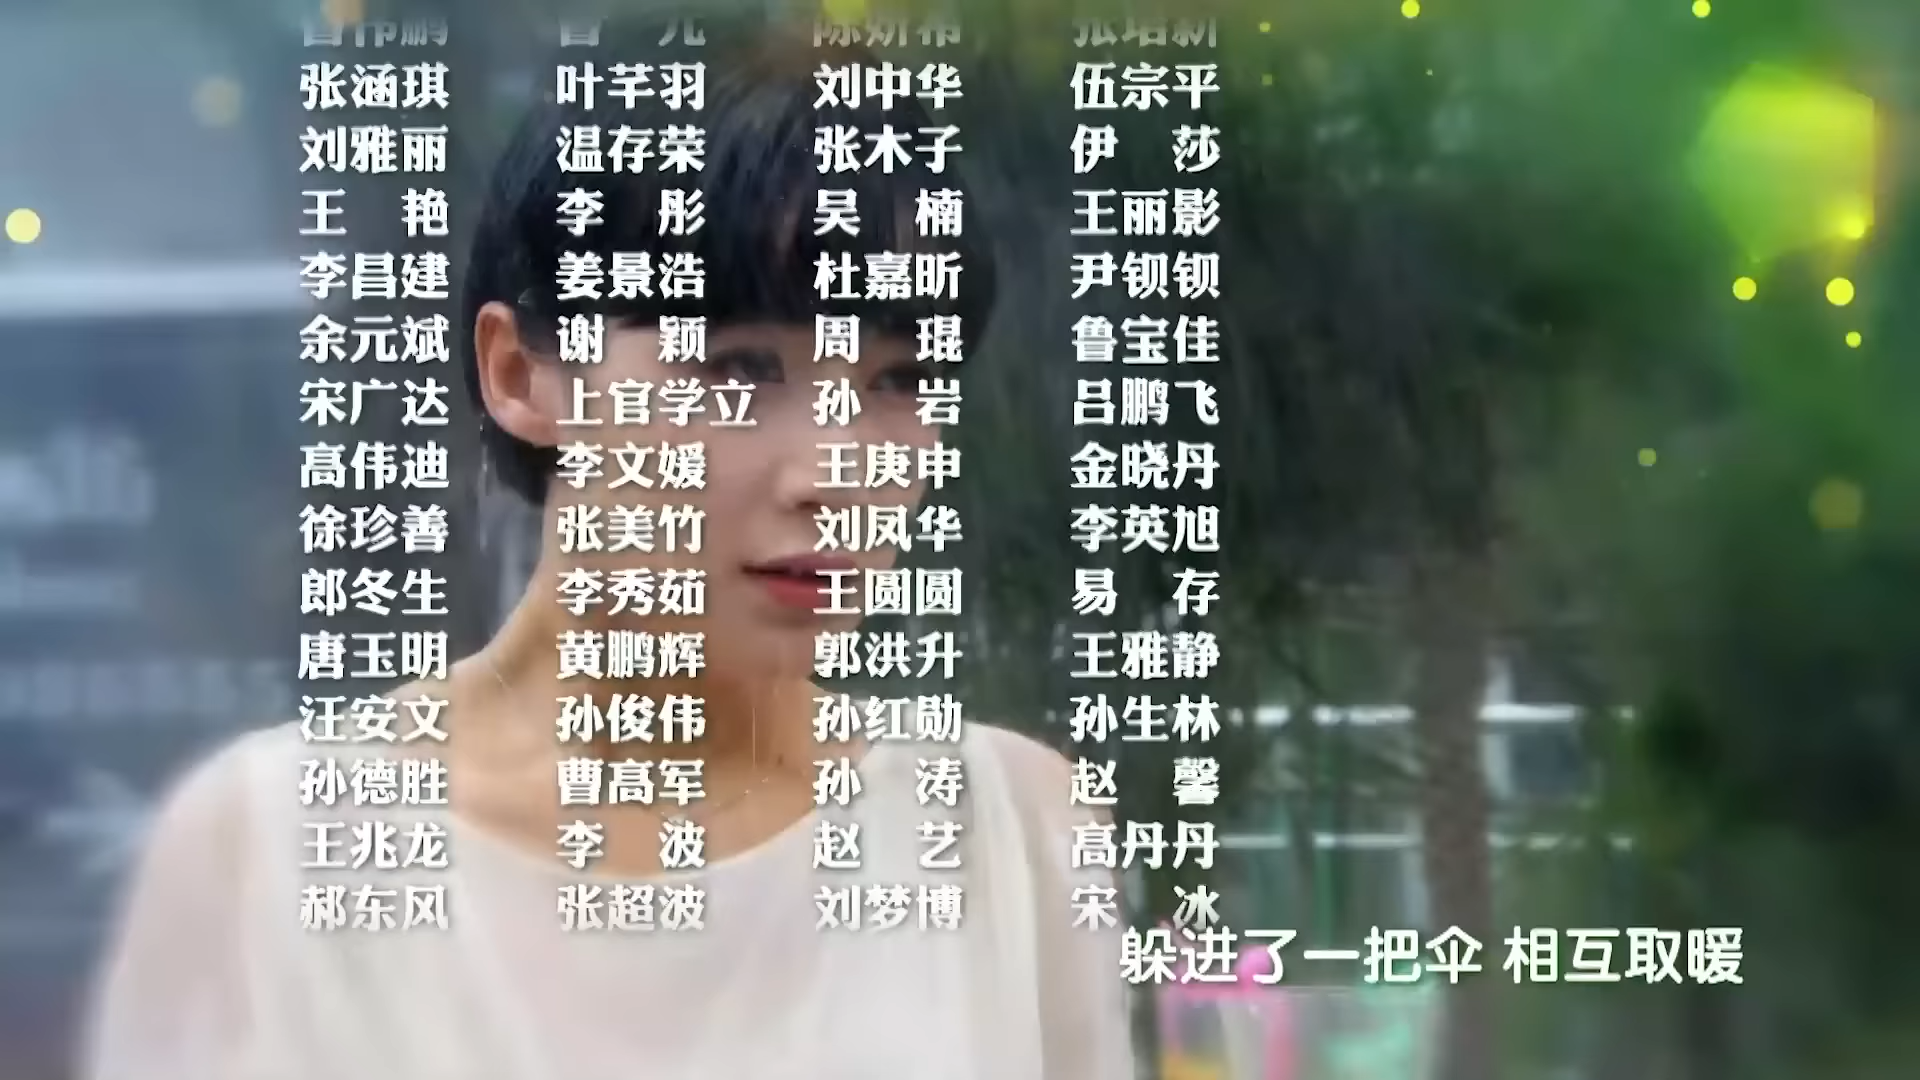 张涵琪 叶芊羽 刘中华 伍宗平
刘雅丽 温存荣 张木子 伊 莎
王 艳 李 彤 吴 楠 王丽影
李昌建 姜景浩 杜嘉昕 尹钡钡
余元斌 谢 颖 周 琨 鲁宝佳
宋广达 上官学立 孙 岩 吕鹏飞
高伟迪 李文媛 王庚申 金晓丹
徐珍善 张美竹 刘凤华 李英旭
郎冬生 李秀茹 王圆圆 易 存
唐玉明 黄鹏辉 郭洪升 王雅静
汪安文 孙俊伟 孙红勋 孙生林
孙德胜 曹高军 孙 涛 赵 馨
王兆龙 李 波 赵 艺 高丹丹
郝东风 张超波 刘梦博 宋 冰
躲进了一把伞 相互取暖